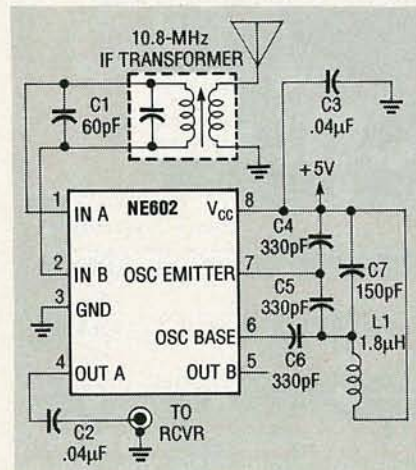 10.8-MHz
IF TRANSFORMER
C1
60pF
C3
.04µF
+5V
1 IN A NE602 VCC 8
C4
330pF
2 IN B OSC EMITTER 7
C7
150pF
C5
330pF
3 GND
L1
1.8µH
OSC BASE 6
C6
330pF
4 OUT A OUT B 5
C2
.04µF
TO
RCVR